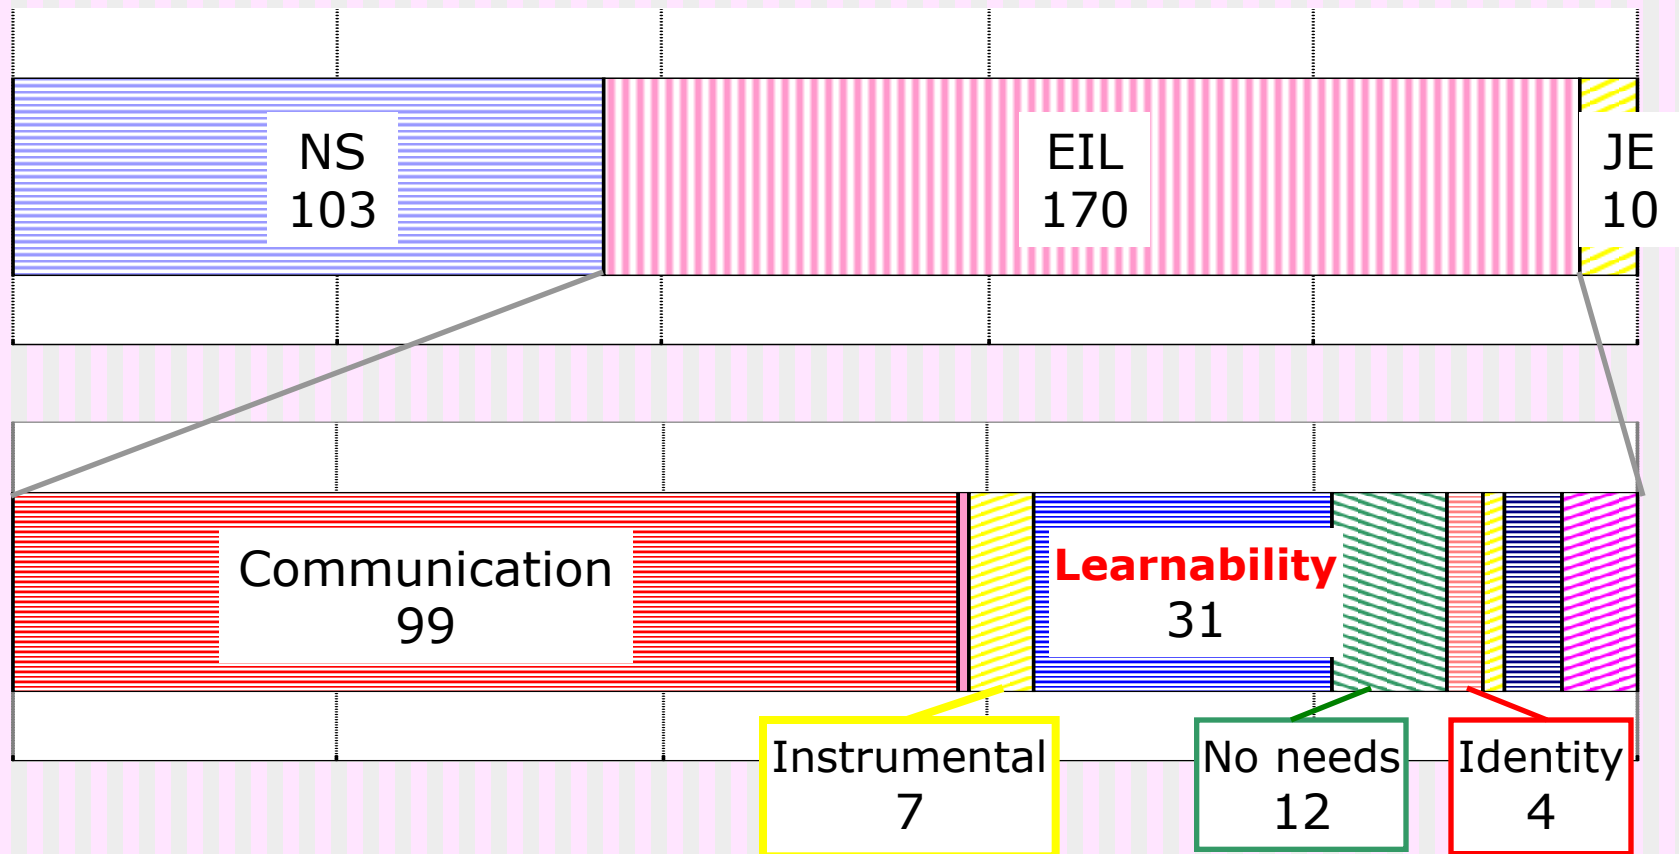 NS
103
EIL
170
JE
10
Communication
99
Learnability
31
Instrumental
7
No needs
12
Identity
4